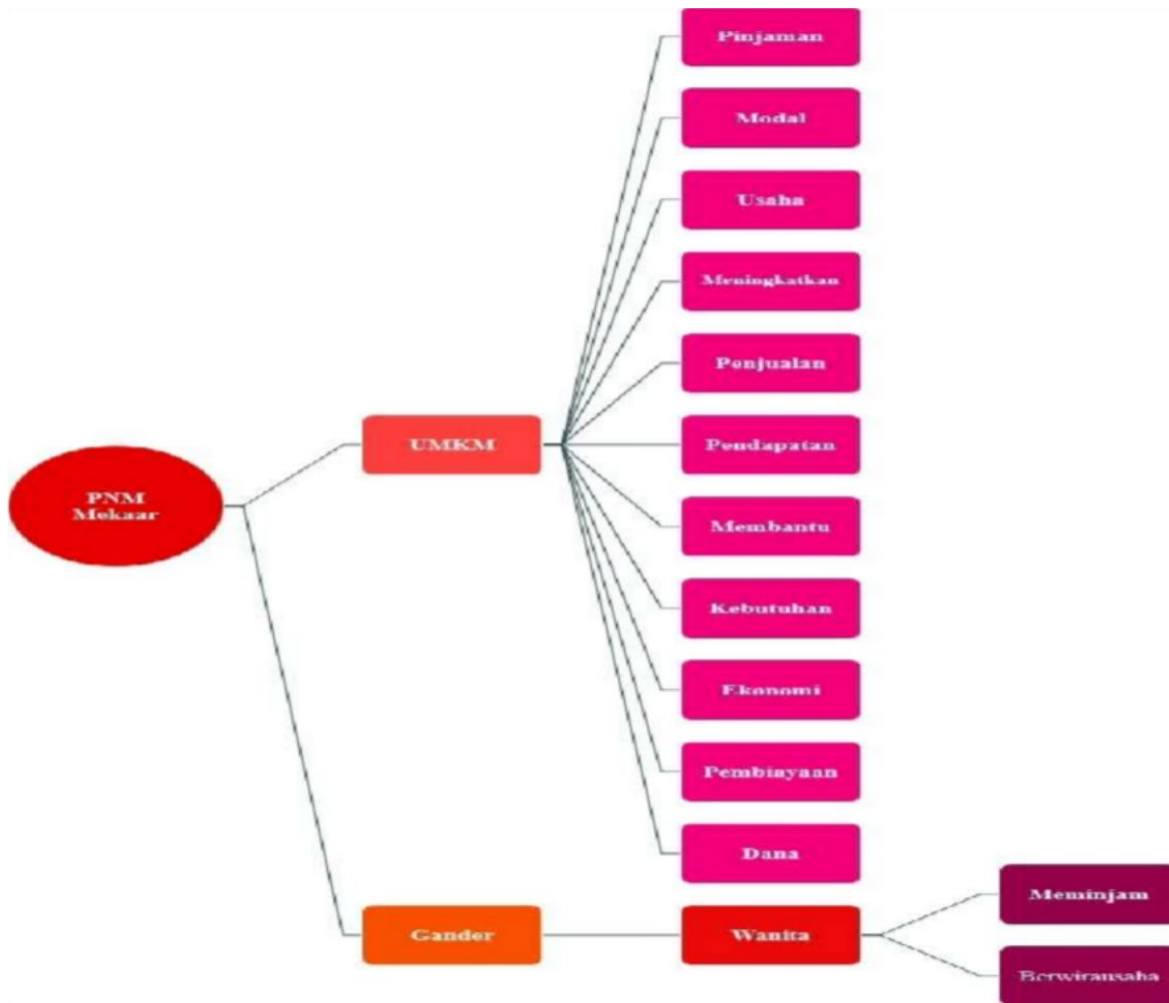 Pinjaman
Modal
Usaha
Meningkatkan
Penjualan
UMKM
Pendapatan
PNM
Mekaar
Membantu
Kebutuhan
Ekonomi
Pembiayaan
Dana
Gander
Wanita
Meminjam
Berwirausaha